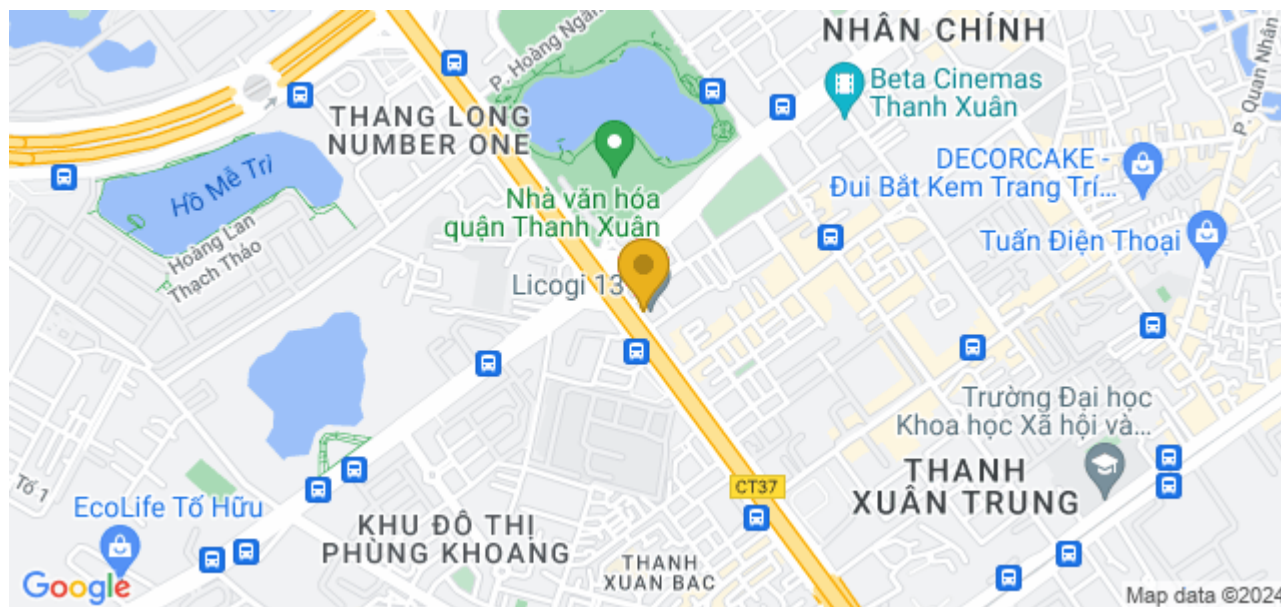 NHÂN CHÍNH
P. Hoàng Ngân
Beta Cinemas
Thanh Xuân
P. Quan Nhân
THANG LONG
NUMBER ONE
DECORCAKE -
Đui Bắt Kem Trang Trí...
Hồ Mễ Trì
Nhà văn hóa
quận Thanh Xuân
Hoàng Lan
Thạch Thảo
Tuấn Điện Thoại
Licogi 13
Trường Đại học
Khoa học Xã hội và...
THANH
XUÂN TRUNG
Tố 1
CT37
EcoLife Tố Hữu
KHU ĐÔ THỊ
PHÙNG KHOANG
THANH
XUAN BAC
Google
Map data ©2024